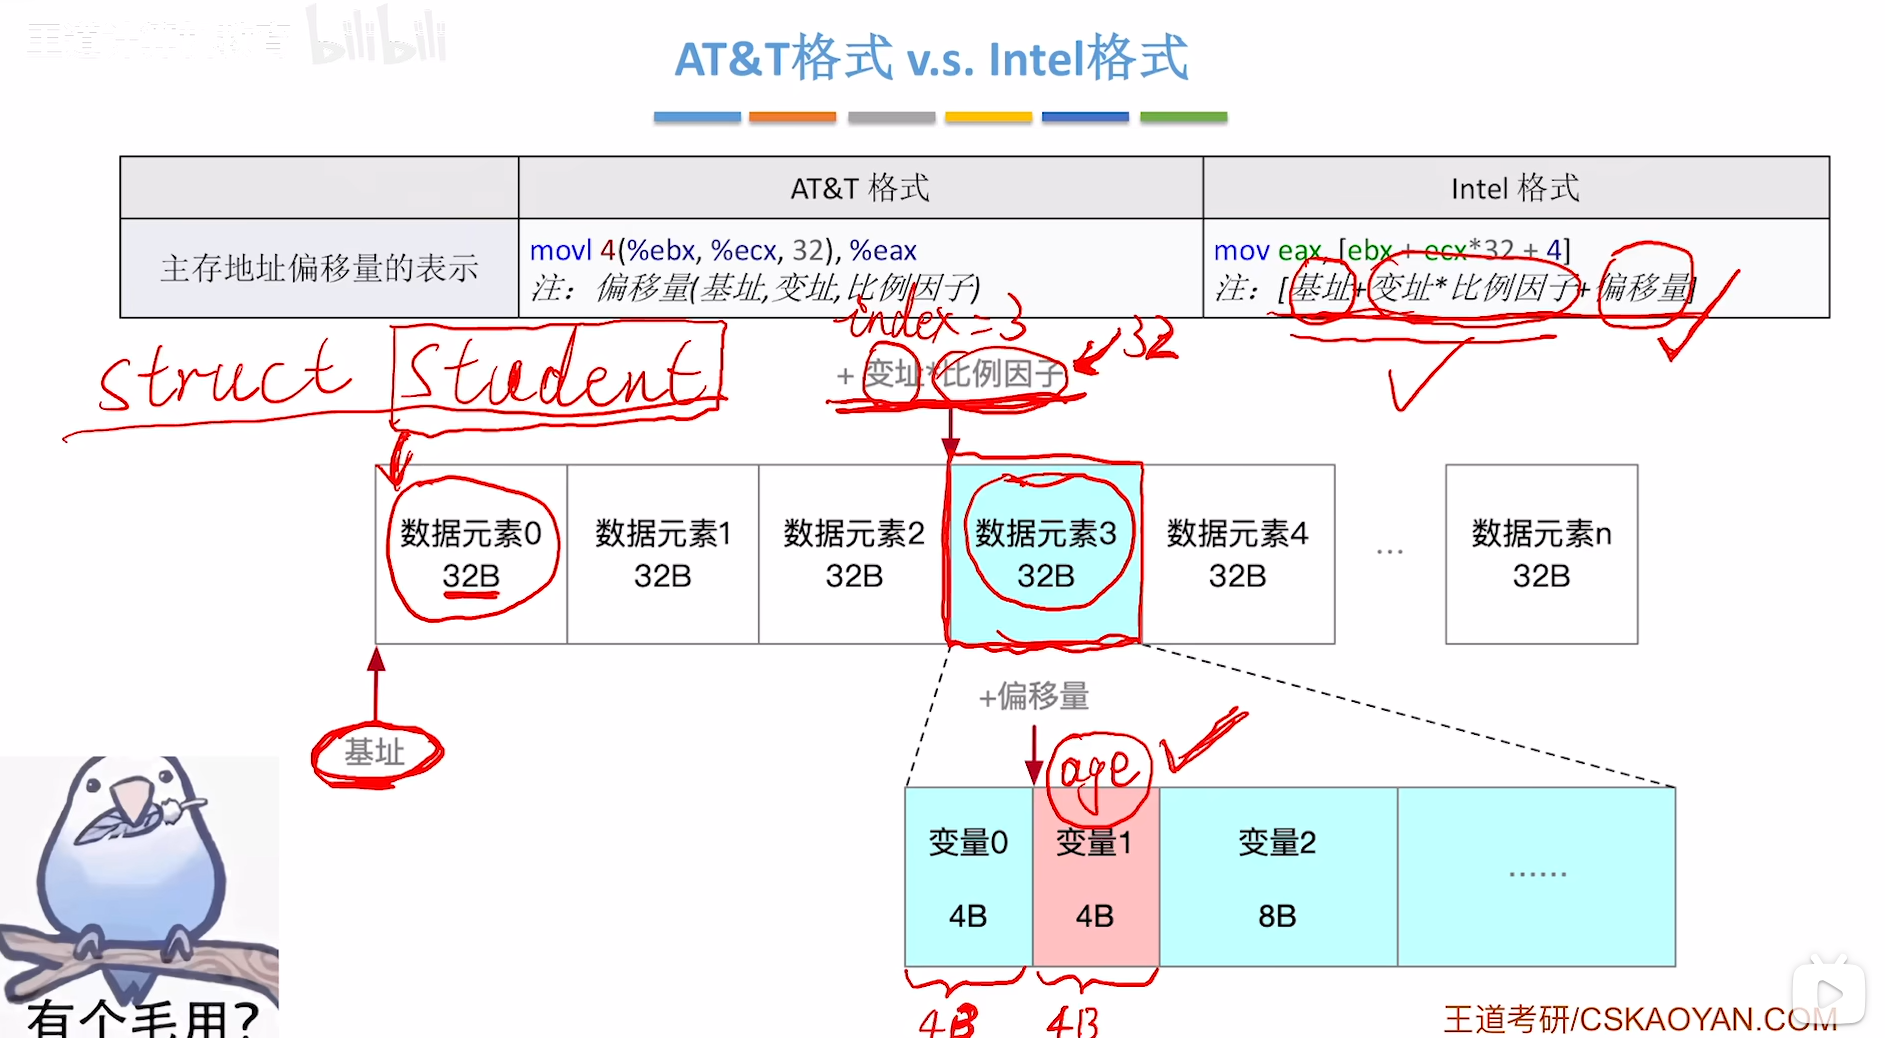 bilibili
AT&T格式 v.s. Intel格式
AT&T 格式
Intel 格式
主存地址偏移量的表示
movl 4(%ebx, %ecx, 32), %eax
注：偏移量(基址,变址,比例因子)
mov eax, [ebx + ecx*32 + 4]
注：[基址+变址*比例因子+偏移量]
index=3
32
struct Student
+ 变址*比例因子
数据元素0
32B
数据元素1
32B
数据元素2
32B
数据元素3
32B
数据元素4
32B
...
数据元素n
32B
+偏移量
基址
age
变量0
4B
变量1
4B
变量2
8B
......
4B
4B
有个毛用?
王道考研/CSKAOYAN.COM